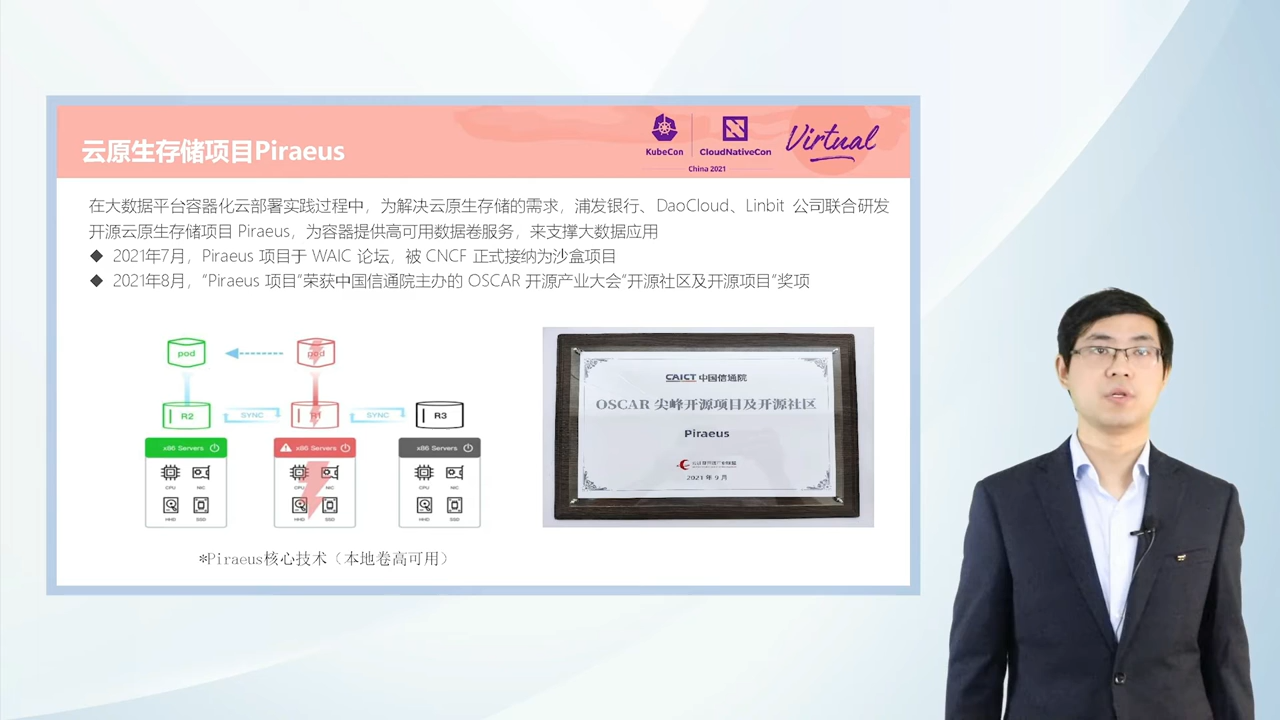 云原生存储项目Piraeus
KubeCon
CloudNativeCon
Virtual
China 2021
在大数据平台容器化云部署实践过程中，为解决云原生存储的需求，浦发银行、DaoCloud、Linbit 公司联合研发
开源云原生存储项目 Piraeus，为容器提供高可用数据卷服务，来支撑大数据应用
◆ 2021年7月，Piraeus 项目于 WAIC 论坛，被 CNCF 正式接纳为沙盒项目
◆ 2021年8月，“Piraeus 项目”荣获中国信通院主办的 OSCAR 开源产业大会“开源社区及开源项目”奖项
pod
pod
R2
SYNC
R1
SYNC
R3
x86 Servers
x86 Servers
x86 Servers
CPU
NIC
CPU
NIC
CPU
NIC
HHD
SSD
HHD
SSD
HHD
SSD
*Piraeus核心技术（本地卷高可用）
CAICT 中国信通院
OSCAR 尖峰开源项目及开源社区
Piraeus
2021 年 9 月